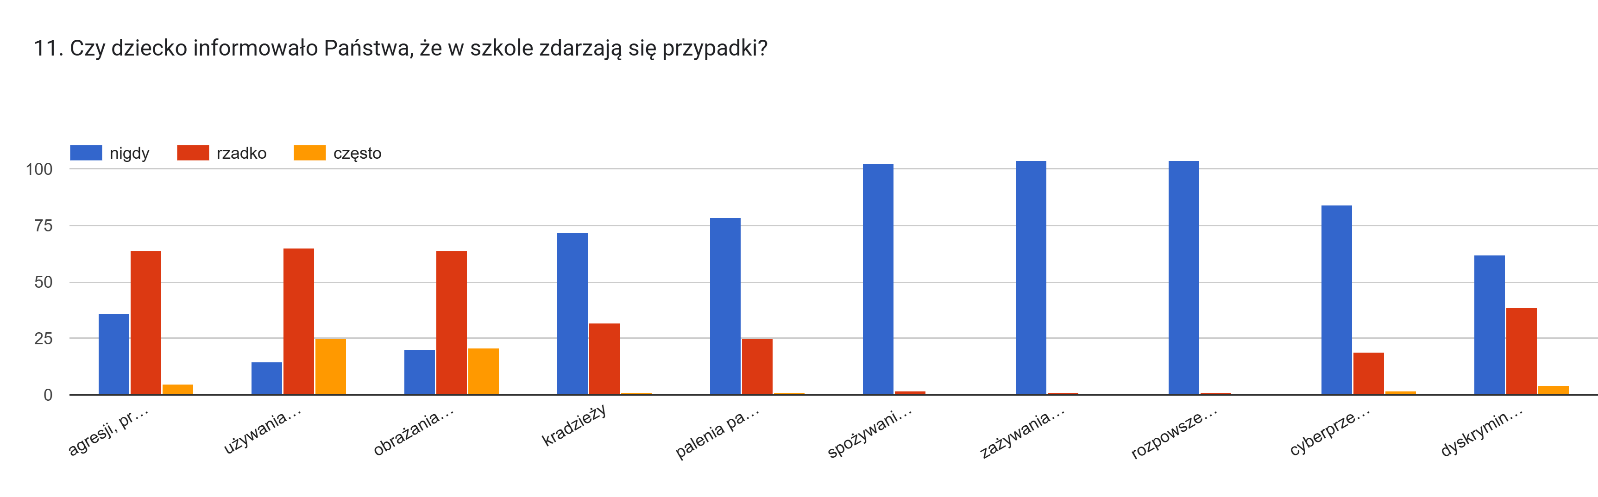 11. Czy dziecko informowało Państwa, że w szkole zdarzają się przypadki?
nigdy rzadko często
100
75
50
25
0
agresji, pr... używania... obrażania... kradzieży palenia pa... spożywani... zażywania... rozpowsze... cyberprze... dyskrymin...